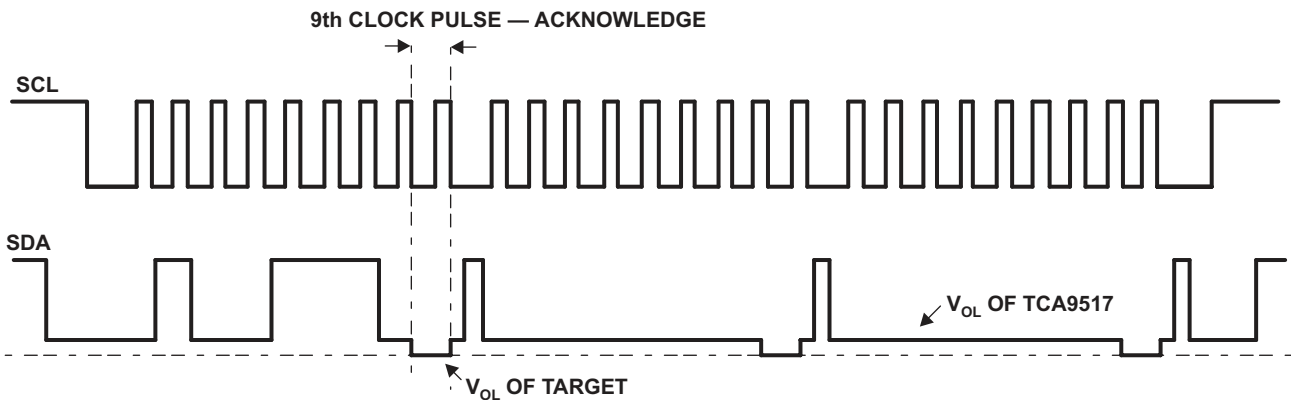 9th CLOCK PULSE — ACKNOWLEDGE
SCL
SDA
VOL OF TCA9517
VOL OF TARGET